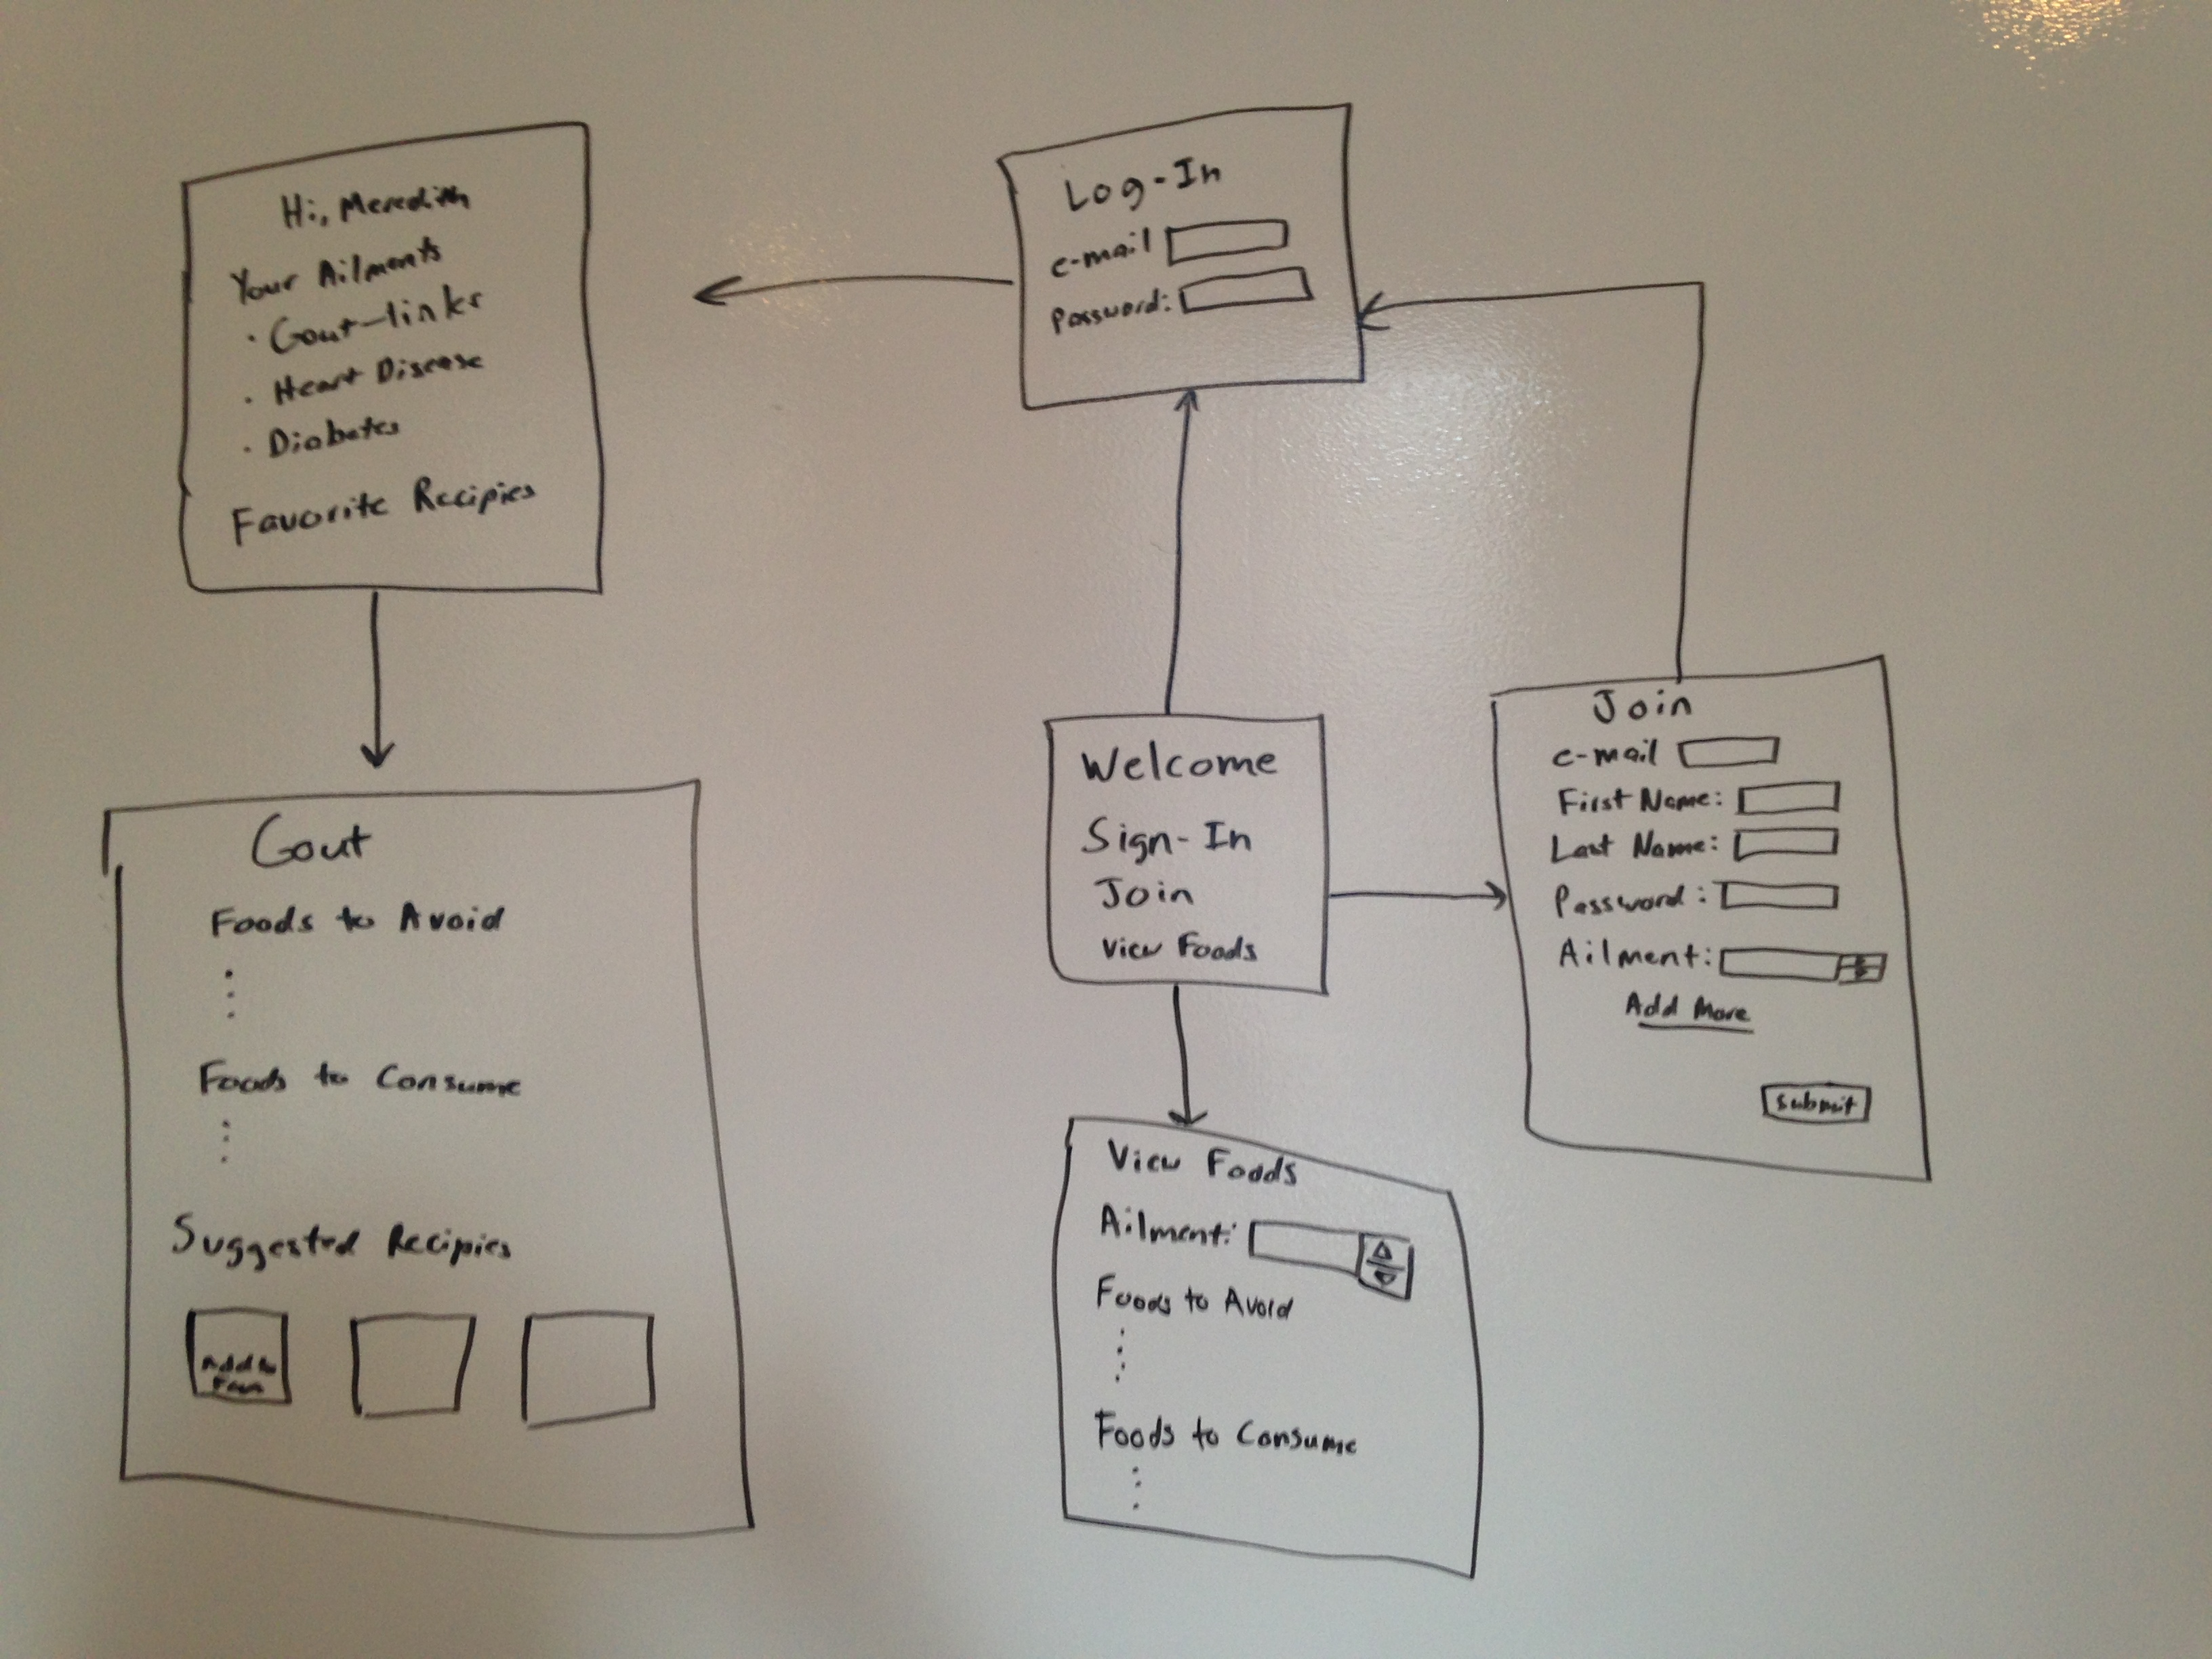 Hi, Meredith
Your Ailments
· Gout-links
· Heart Disease
· Diabetes
Favorite Recipies
Log-In
e-mail
Password:
Welcome
Sign-In
Join
View Foods
Join
e-mail
First Name:
Last Name:
Password:
Ailment:
Add More
Submit
Gout
Foods to Avoid
Foods to Consume
Suggested Recipies
Add to
View Foods
Ailment:
Foods to Avoid
Foods to Consume